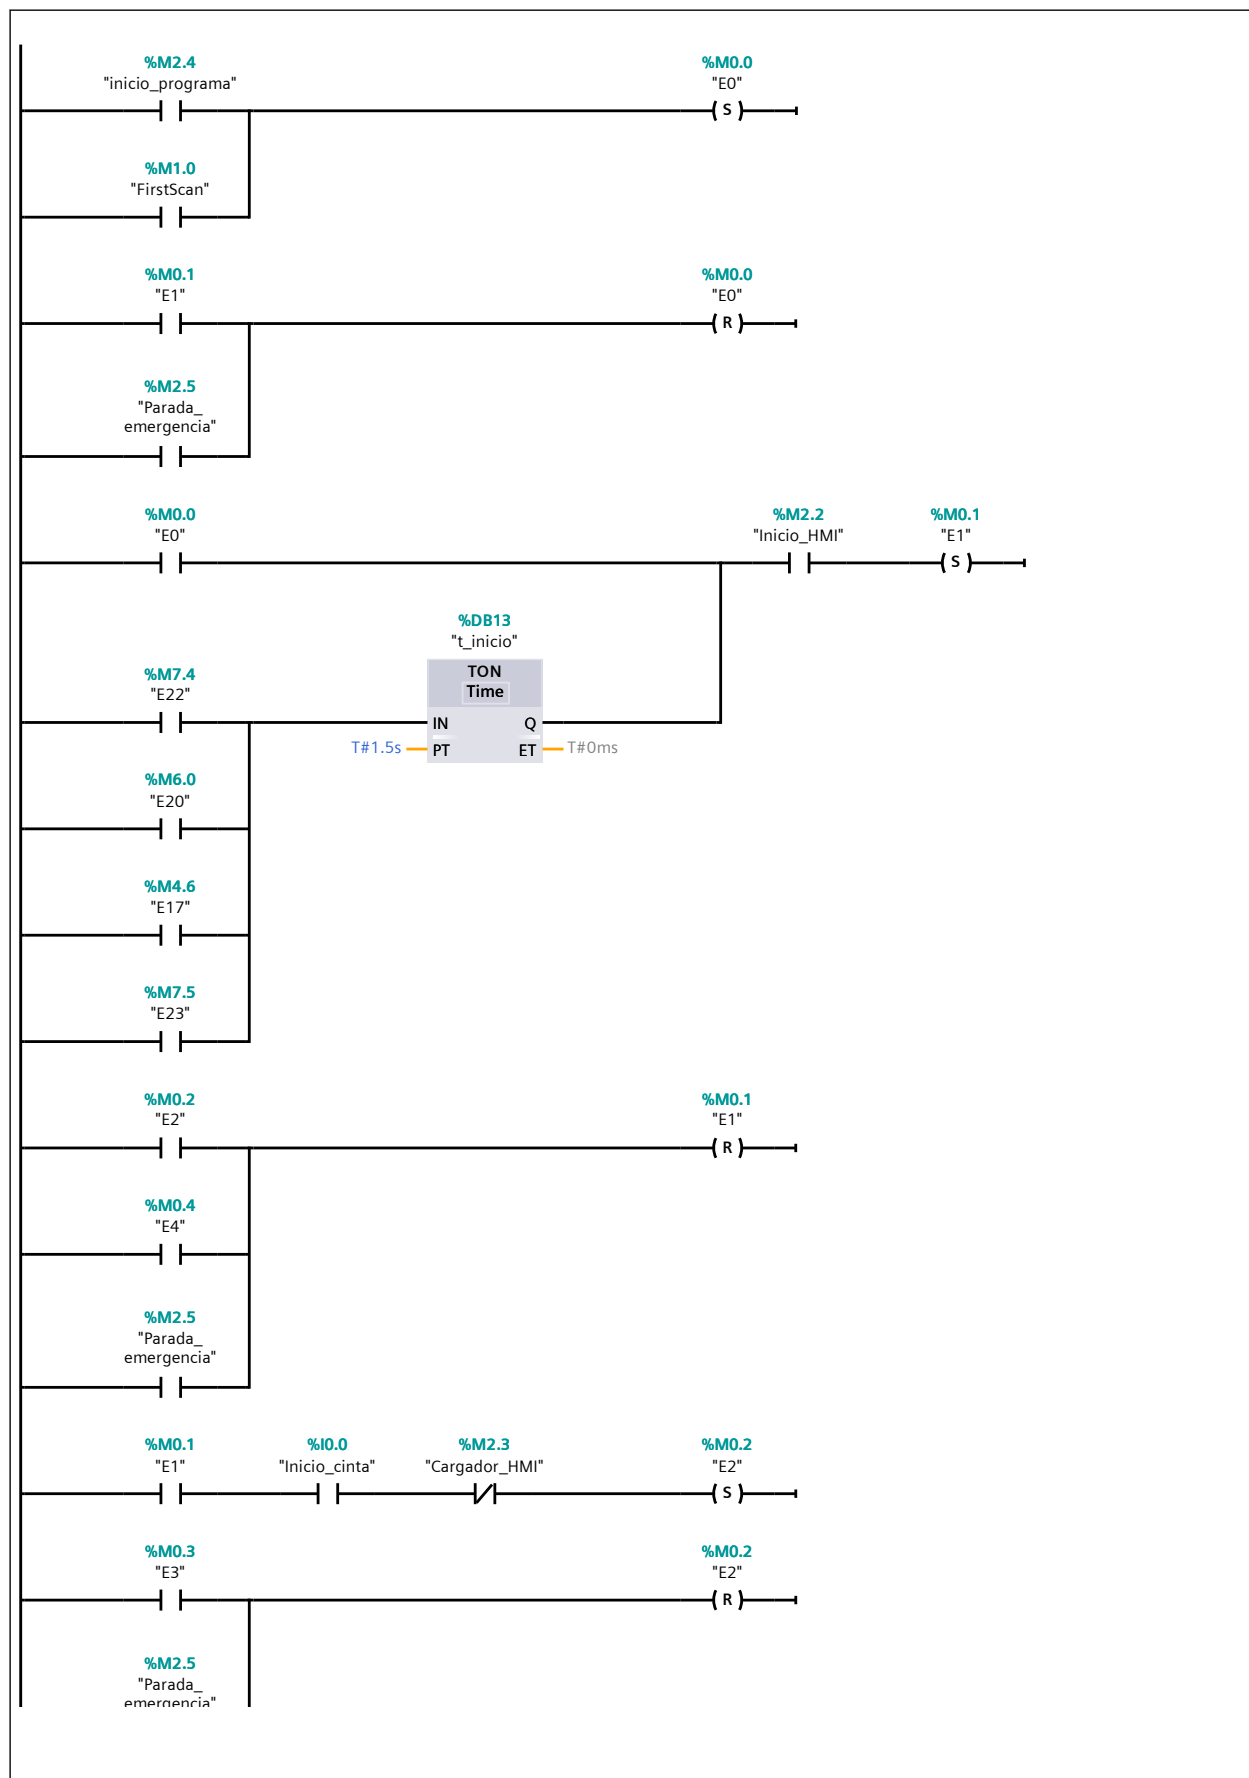 %M2.4
"inicio_programa"
%M0.0
"E0"
S
%M1.0
"FirstScan"
%M0.1
"E1"
%M0.0
"E0"
R
%M2.5
"Parada_
emergencia"
%M0.0
"E0"
%M2.2
"Inicio_HMI"
%M0.1
"E1"
S
%DB13
"t_inicio"
TON
Time
%M7.4
"E22"
IN
Q
T#1.5s
PT
ET
T#0ms
%M6.0
"E20"
%M4.6
"E17"
%M7.5
"E23"
%M0.2
"E2"
%M0.1
"E1"
R
%M0.4
"E4"
%M2.5
"Parada_
emergencia"
%M0.1
"E1"
%I0.0
"Inicio_cinta"
%M2.3
"Cargador_HMI"
%M0.2
"E2"
S
%M0.3
"E3"
%M0.2
"E2"
R
%M2.5
"Parada_
emergencia"